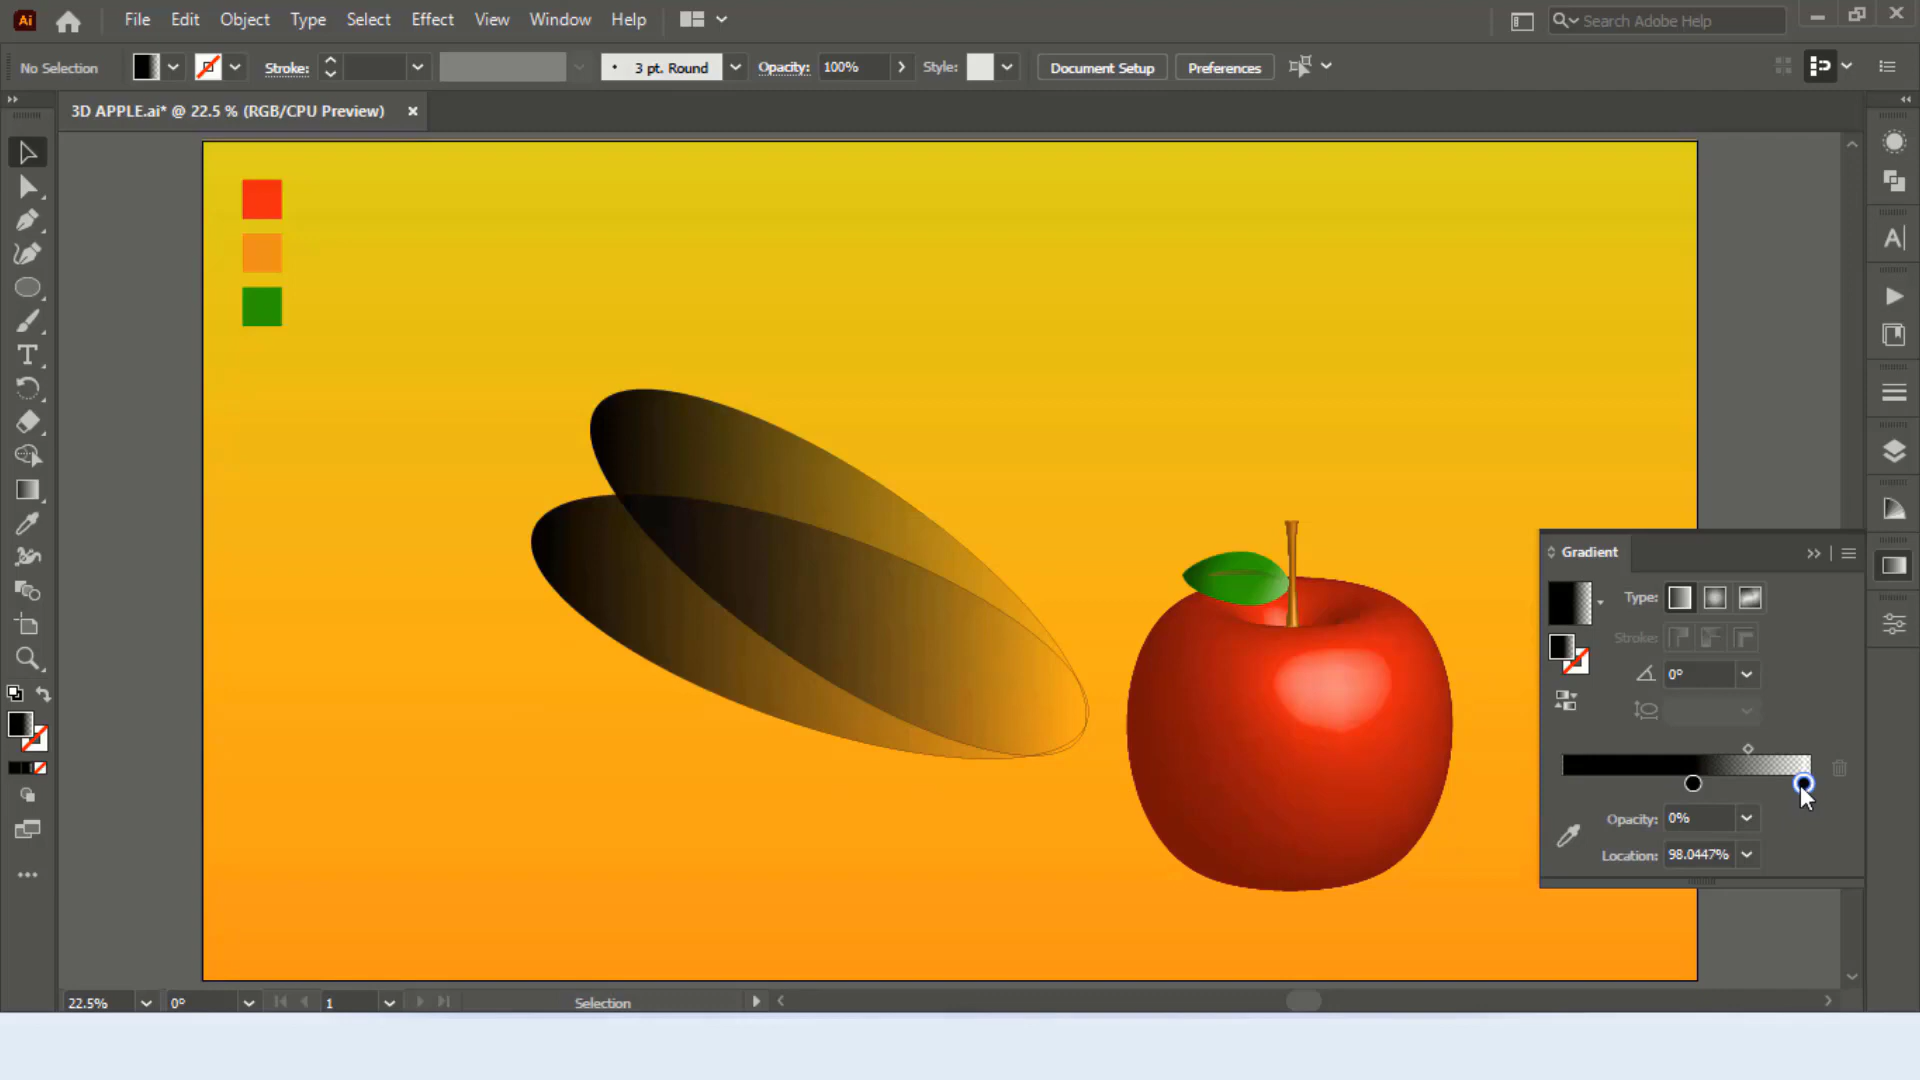 Ai File Edit Object Type Select Effect View Window Help Search Adobe Help
No Selection Stroke: 3 pt. Round Opacity: 100% Style: Document Setup Preferences
3D APPLE.ai* @ 22.5 % (RGB/CPU Preview)
Gradient
Type:
Stroke:
0°
Opacity: 0%
Location: 98.0447%
22.5% 0° 1 Selection